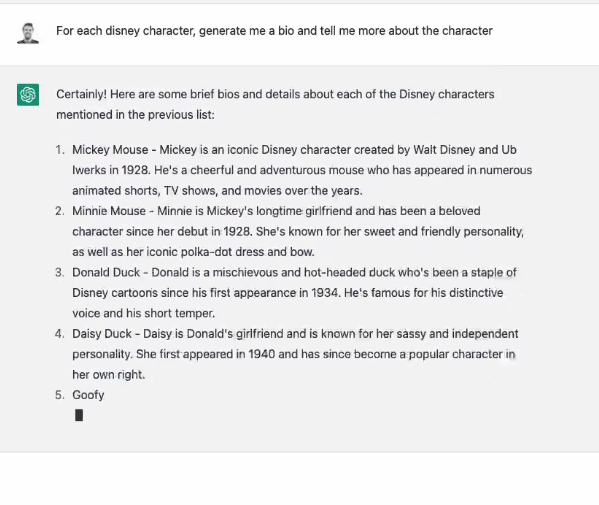 For each disney character, generate me a bio and tell me more about the character
Certainly! Here are some brief bios and details about each of the Disney characters
mentioned in the previous list:
1. Mickey Mouse - Mickey is an iconic Disney character created by Walt Disney and Ub
Iwerks in 1928. He's a cheerful and adventurous mouse who has appeared in numerous
animated shorts, TV shows, and movies over the years.
2. Minnie Mouse - Minnie is Mickey's longtime girlfriend and has been a beloved
character since her debut in 1928. She's known for her sweet and friendly personality,
as well as her iconic polka-dot dress and bow.
3. Donald Duck - Donald is a mischievous and hot-headed duck who's been a staple of
Disney cartoons since his first appearance in 1934. He's famous for his distinctive
voice and his short temper.
4. Daisy Duck - Daisy is Donald's girlfriend and is known for her sassy and independent
personality. She first appeared in 1940 and has since become a popular character in
her own right.
5. Goofy